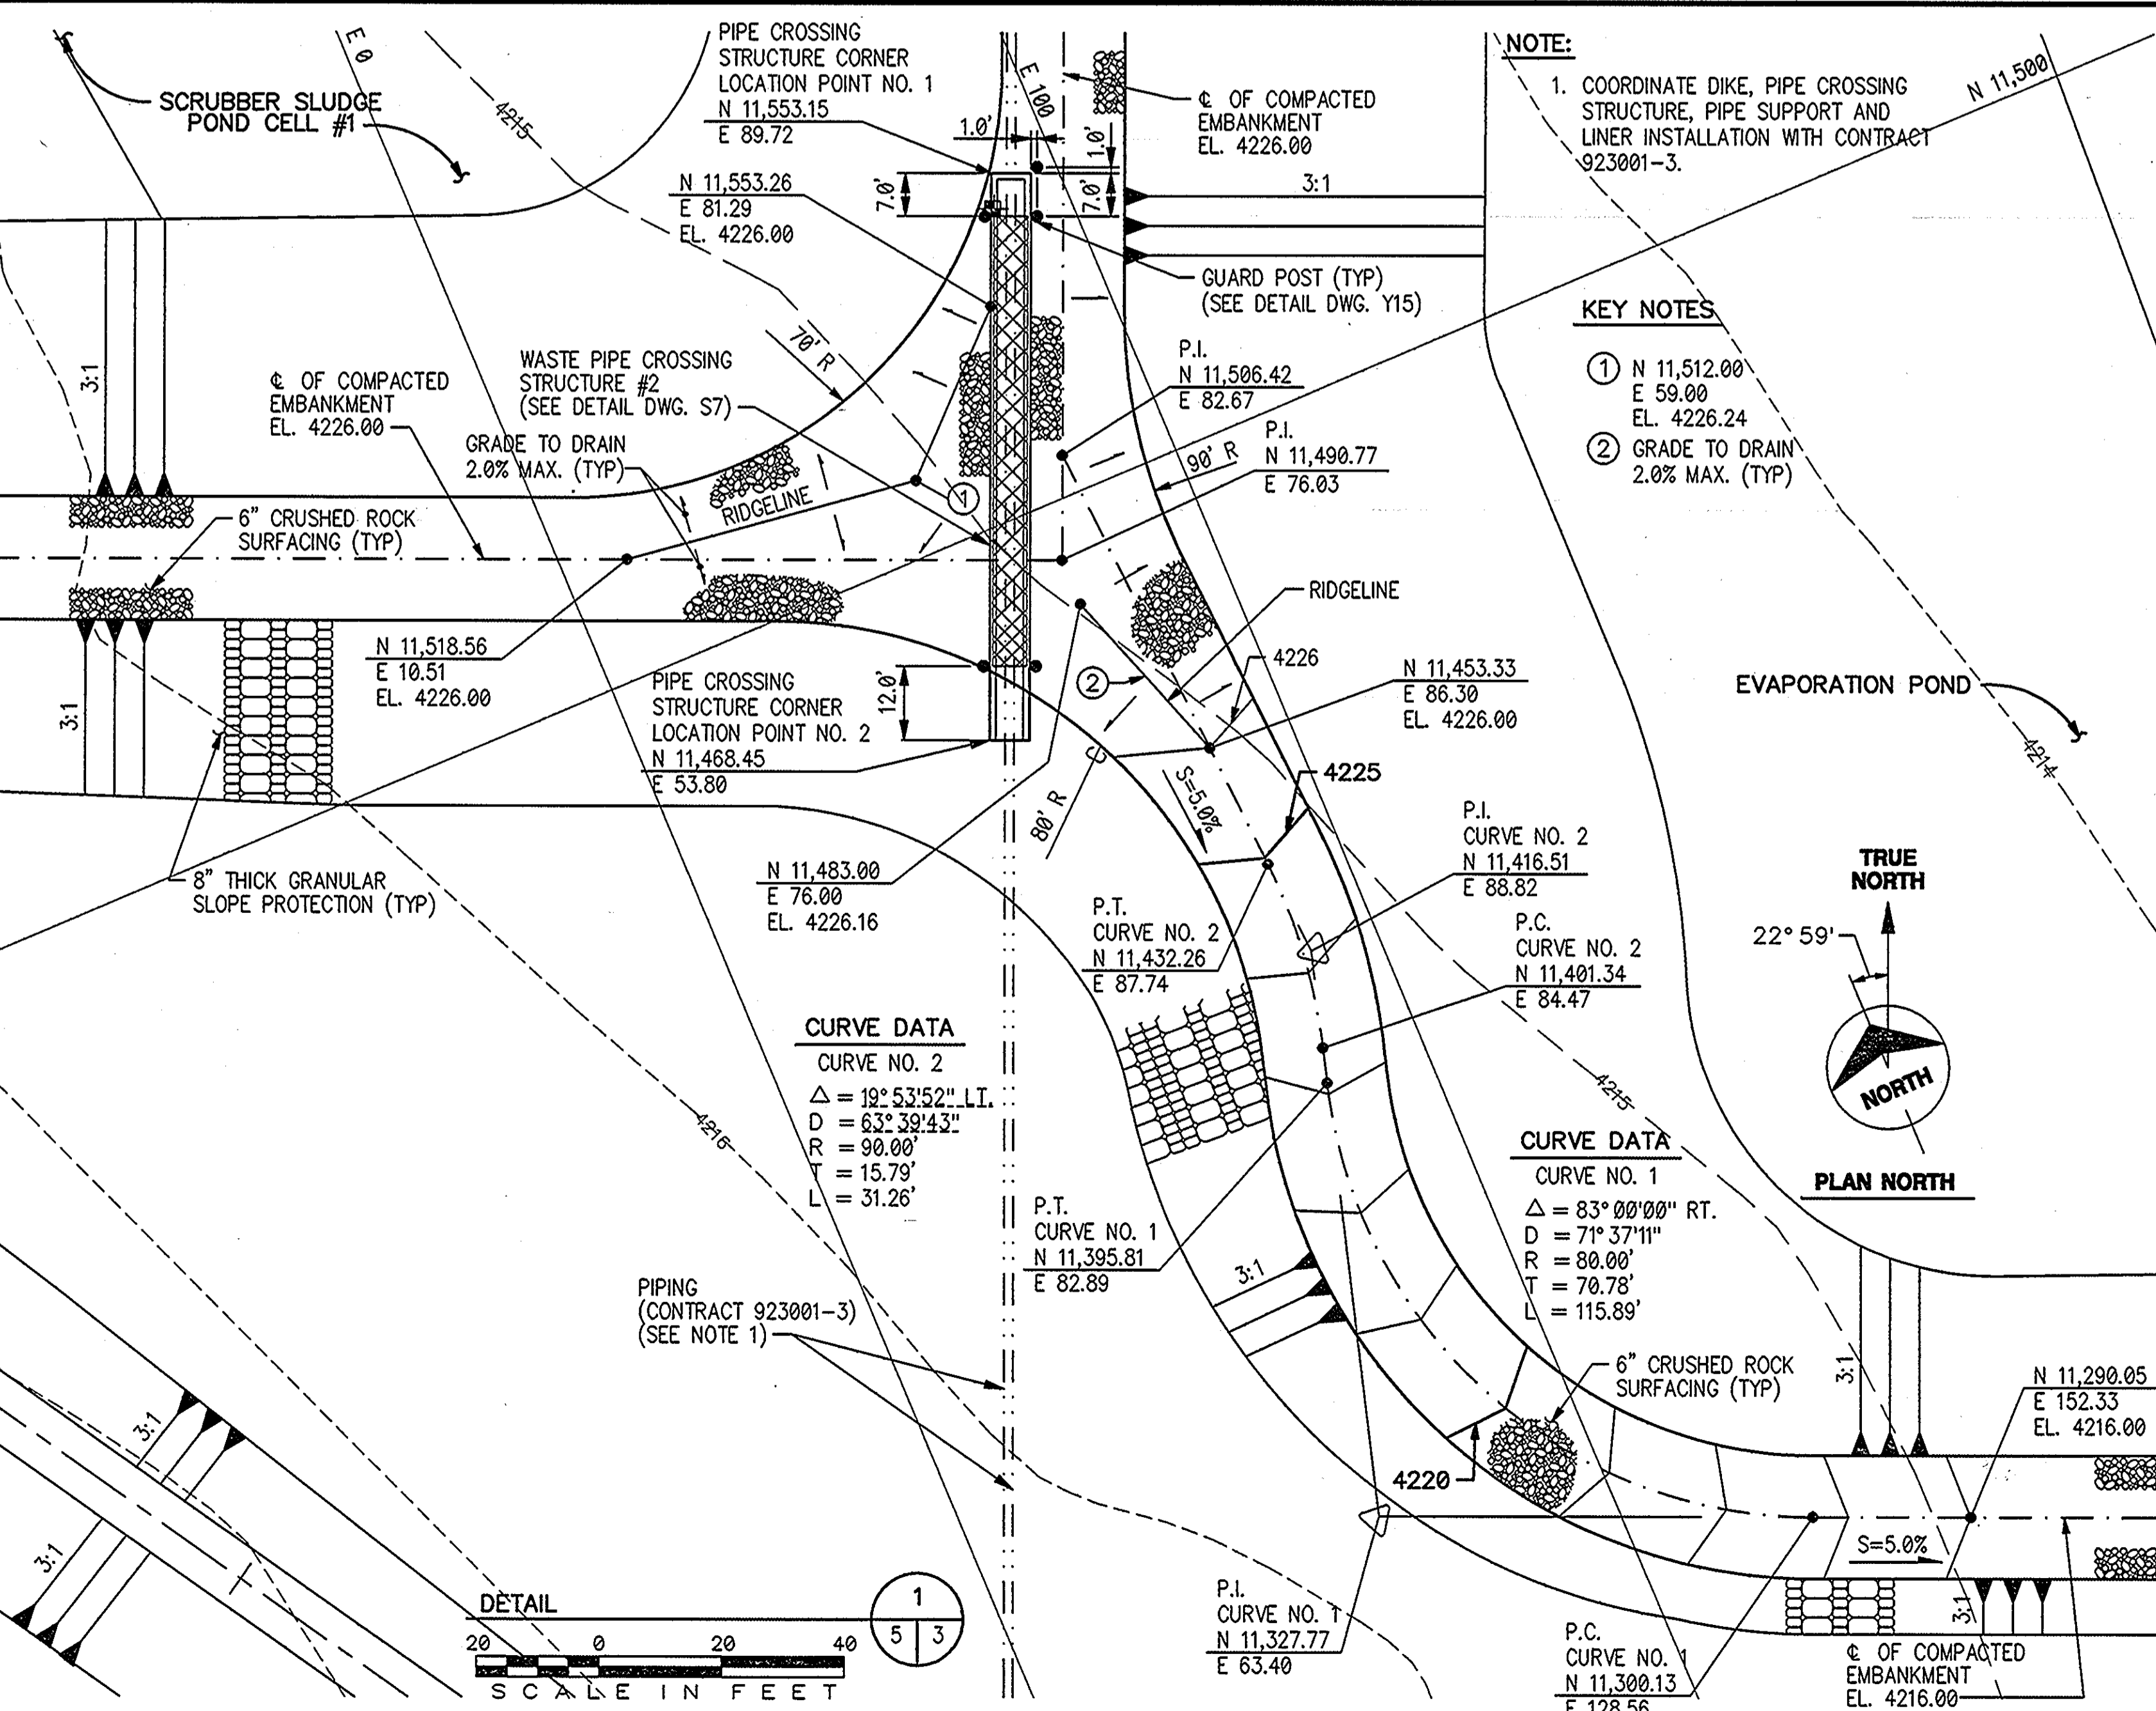 PIPE CROSSING
STRUCTURE CORNER
LOCATION POINT NO. 1
N 11,553.15
E 89.72
SCRUBBER SLUDGE
POND CELL #1
E 0
4215
E 100
1.0'
1.0'
7.0'
7.0'
℄ OF COMPACTED
EMBANKMENT
EL. 4226.00
NOTE:
1. COORDINATE DIKE, PIPE CROSSING
STRUCTURE, PIPE SUPPORT AND
LINER INSTALLATION WITH CONTRACT
923001-3.
N 11,500
N 11,553.26
E 81.29
EL. 4226.00
3:1
GUARD POST (TYP)
(SEE DETAIL DWG. Y15)
KEY NOTES
1 N 11,512.00
E 59.00
EL. 4226.24
2 GRADE TO DRAIN
2.0% MAX. (TYP)
3:1
℄ OF COMPACTED
EMBANKMENT
EL. 4226.00
WASTE PIPE CROSSING
STRUCTURE #2
(SEE DETAIL DWG. S7)
70' R
P.I.
N 11,506.42
E 82.67
GRADE TO DRAIN
2.0% MAX. (TYP)
P.I.
N 11,490.77
E 76.03
90' R
RIDGELINE
1
6" CRUSHED ROCK
SURFACING (TYP)
RIDGELINE
4226
N 11,518.56
E 10.51
EL. 4226.00
3:1
PIPE CROSSING
STRUCTURE CORNER
LOCATION POINT NO. 2
N 11,468.45
E 53.80
12.0'
2
N 11,453.33
E 86.30
EL. 4226.00
EVAPORATION POND
4214
4225
S=5.0%
80' R
8" THICK GRANULAR
SLOPE PROTECTION (TYP)
N 11,483.00
E 76.00
EL. 4226.16
P.I.
CURVE NO. 2
N 11,416.51
E 88.82
P.T.
CURVE NO. 2
N 11,432.26
E 87.74
P.C.
CURVE NO. 2
N 11,401.34
E 84.47
TRUE
NORTH
22°59'
NORTH
PLAN NORTH
CURVE DATA
CURVE NO. 2
△ = 19°53'52" LT.
D = 63°39'43"
R = 90.00'
T = 15.79'
L = 31.26'
4216
4215
CURVE DATA
CURVE NO. 1
△ = 83°00'00" RT.
D = 71°37'11"
R = 80.00'
T = 70.78'
L = 115.89'
P.T.
CURVE NO. 1
N 11,395.81
E 82.89
3:1
PIPING
(CONTRACT 923001-3)
(SEE NOTE 1)
6" CRUSHED ROCK
SURFACING (TYP)
3:1
N 11,290.05
E 152.33
EL. 4216.00
3:1
3:1
4220
S=5.0%
3:1
P.I.
CURVE NO. 1
N 11,327.77
E 63.40
P.C.
CURVE NO. 1
N 11,300.13
E 128.56
℄ OF COMPACTED
EMBANKMENT
EL. 4216.00
DETAIL
1
5 3
20 0 20 40
SCALE IN FEET